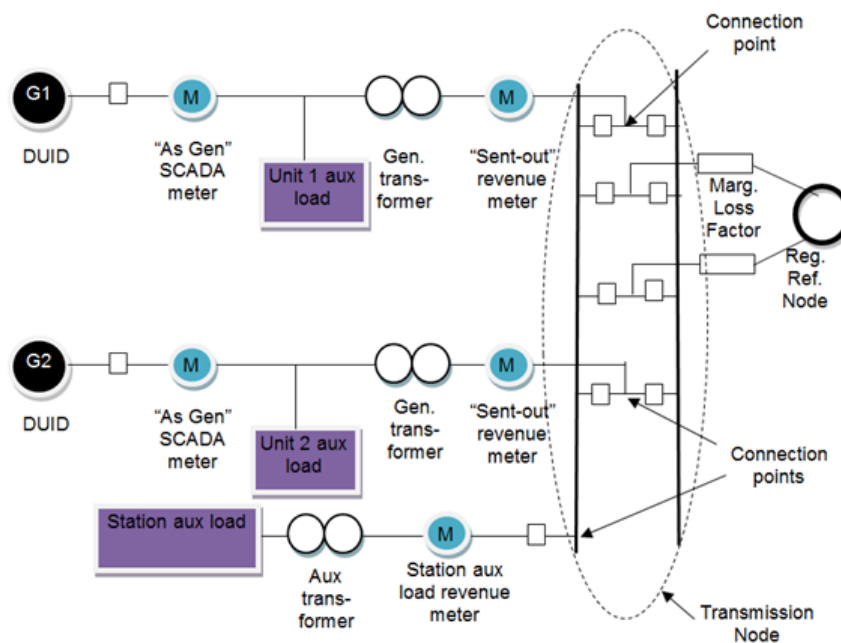 Connection
point
G1
M
M
DUID
“As Gen”
SCADA
meter
Unit 1 aux
load
Gen.
trans-
former
“Sent-out”
revenue
meter
Marg.
Loss
Factor
Reg.
Ref.
Node
G2
M
M
DUID
“As Gen”
SCADA
meter
Unit 2 aux
load
Gen.
trans-
former
“Sent-out”
revenue
meter
Connection
points
Station aux load
M
Aux
trans-
former
Station aux
load revenue
meter
Transmission
Node